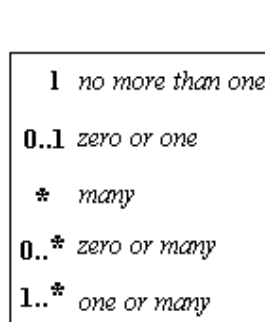 1 no more than one
0..1 zero or one
* many
0..* zero or many
1..* one or many